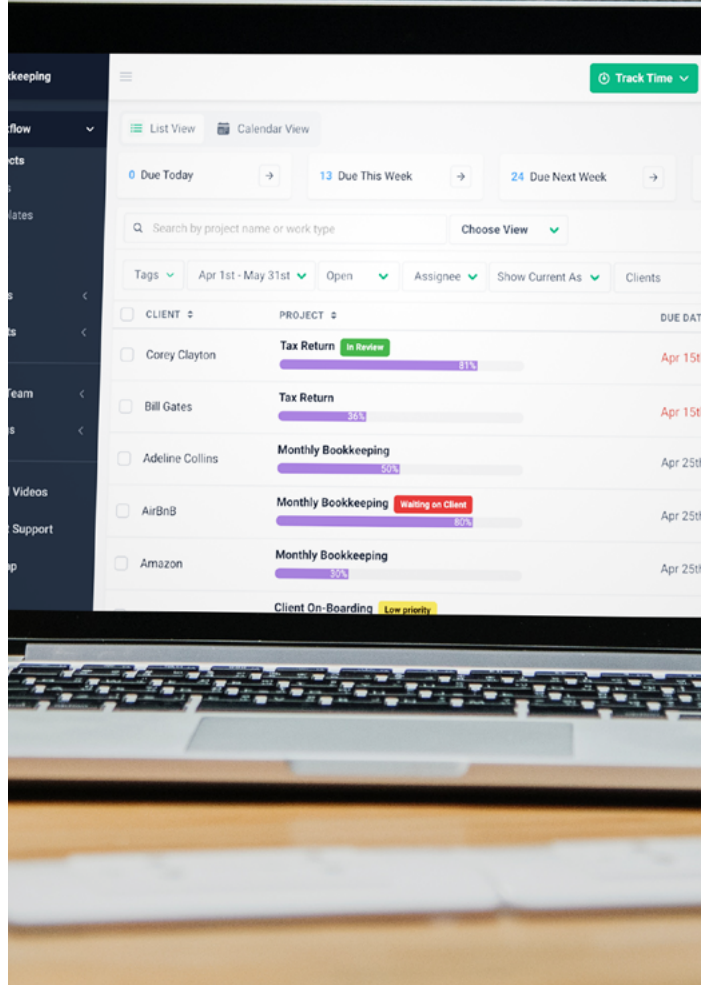 Track Time
List View
Calendar View
0 Due Today
13 Due This Week
24 Due Next Week
Search by project name or work type
Choose View
Tags
Apr 1st - May 31st
Open
Assignee
Show Current As
Clients
CLIENT
PROJECT
DUE DAT
Corey Clayton
Tax Return
In Review
81%
Apr 15t
Bill Gates
Tax Return
36%
Apr 15t
Adeline Collins
Monthly Bookkeeping
50%
Apr 25t
AirBnB
Monthly Bookkeeping
Waiting on Client
80%
Apr 25t
Amazon
Monthly Bookkeeping
30%
Apr 25t
Client On-Boarding
Low priority
kkeeping
flow
ects
s
lates
s
ts
Team
s
Videos
Support
ap